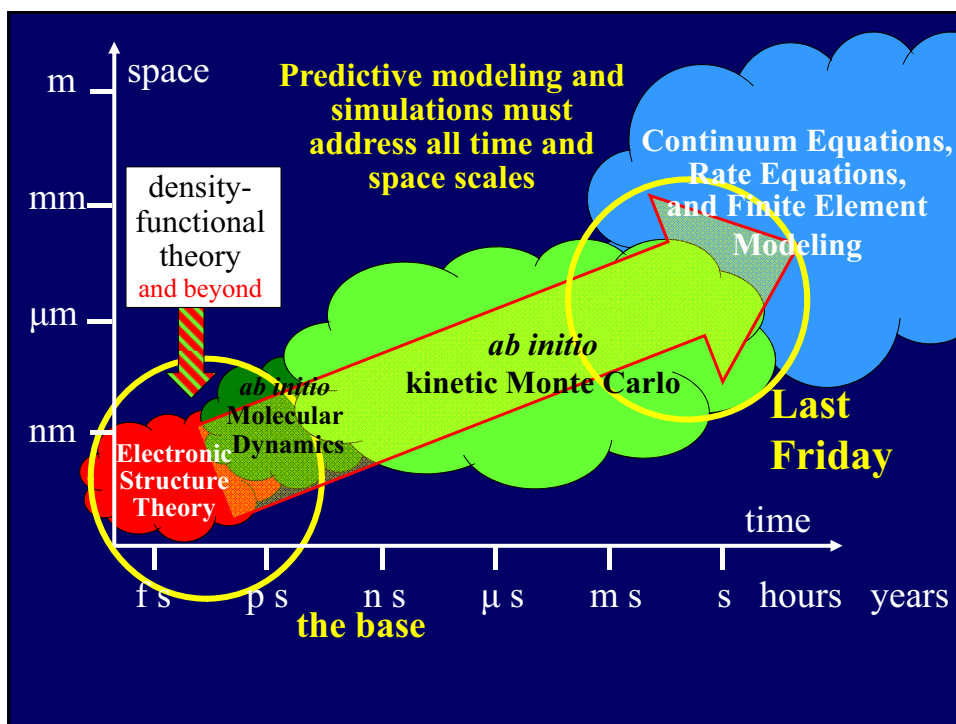 m
space
Predictive modeling and
simulations must
address all time and
space scales
Continuum Equations,
Rate Equations,
and Finite Element
Modeling
mm
density-
functional
theory
and beyond
μm
ab initio
kinetic Monte Carlo
ab initio
Molecular
Dynamics
nm
Electronic
Structure
Theory
Last
Friday
time
f s p s n s μ s m s s hours years
the base